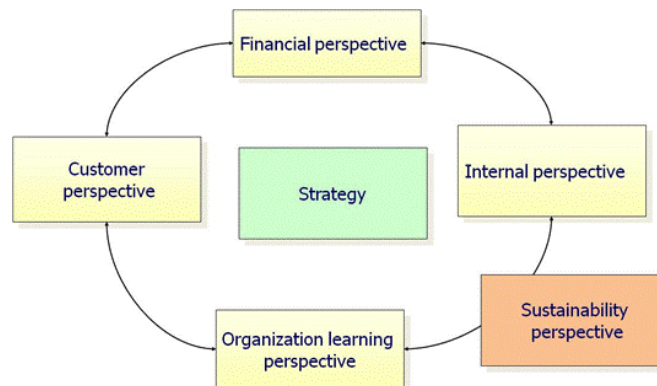 Financial perspective
Customer
perspective
Strategy
Internal perspective
Organization learning
perspective
Sustainability
perspective